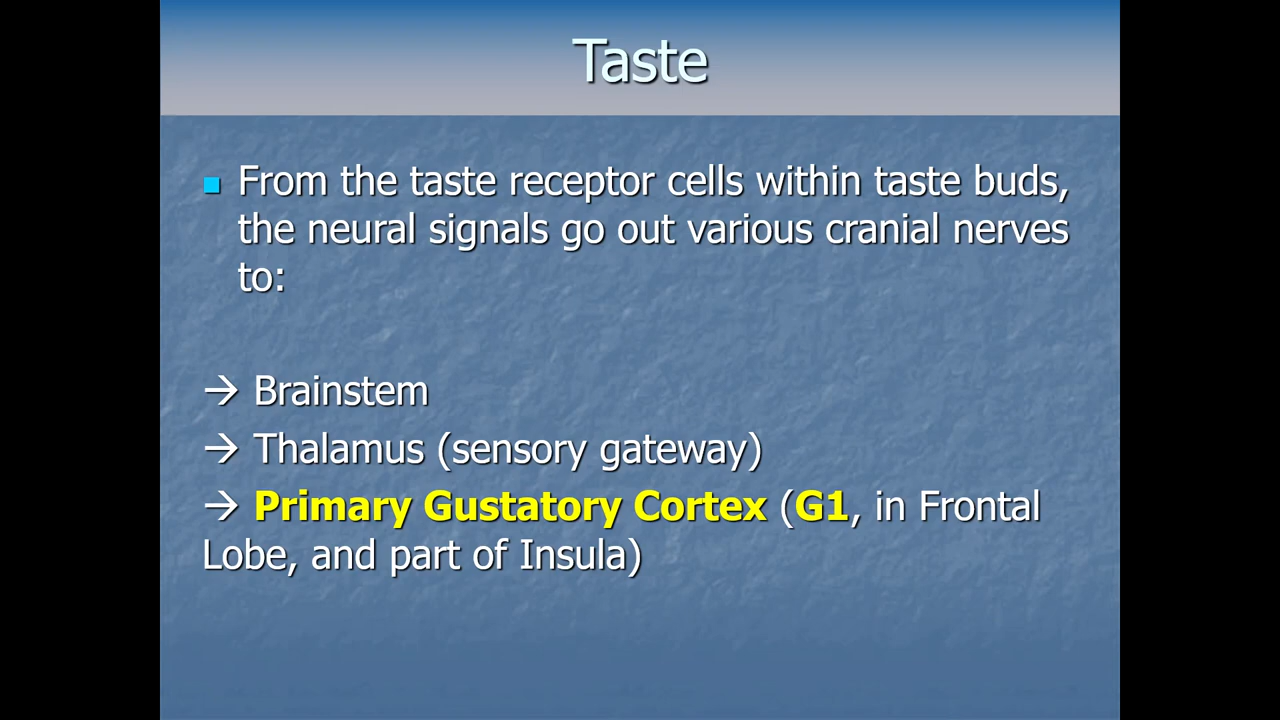 Taste
■ From the taste receptor cells within taste buds,
the neural signals go out various cranial nerves
to:
→ Brainstem
→ Thalamus (sensory gateway)
→ Primary Gustatory Cortex (G1, in Frontal
Lobe, and part of Insula)